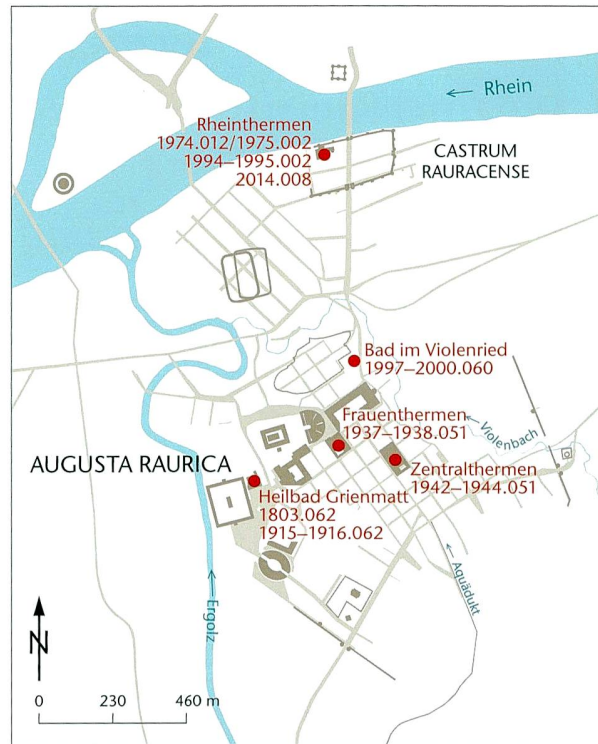 Rhein
Rheinthermen
1974.012/1975.002
1994–1995.002
2014.008
CASTRUM
RAURACENSE
Bad im Violenried
1997–2000.060
Frauenthermen
1937–1938.051
Violenbach
AUGUSTA RAURICA
Zentralthermen
1942–1944.051
Heilbad Grienmatt
1803.062
1915–1916.062
Aquädukt
Ergolz
N
0 230 460 m